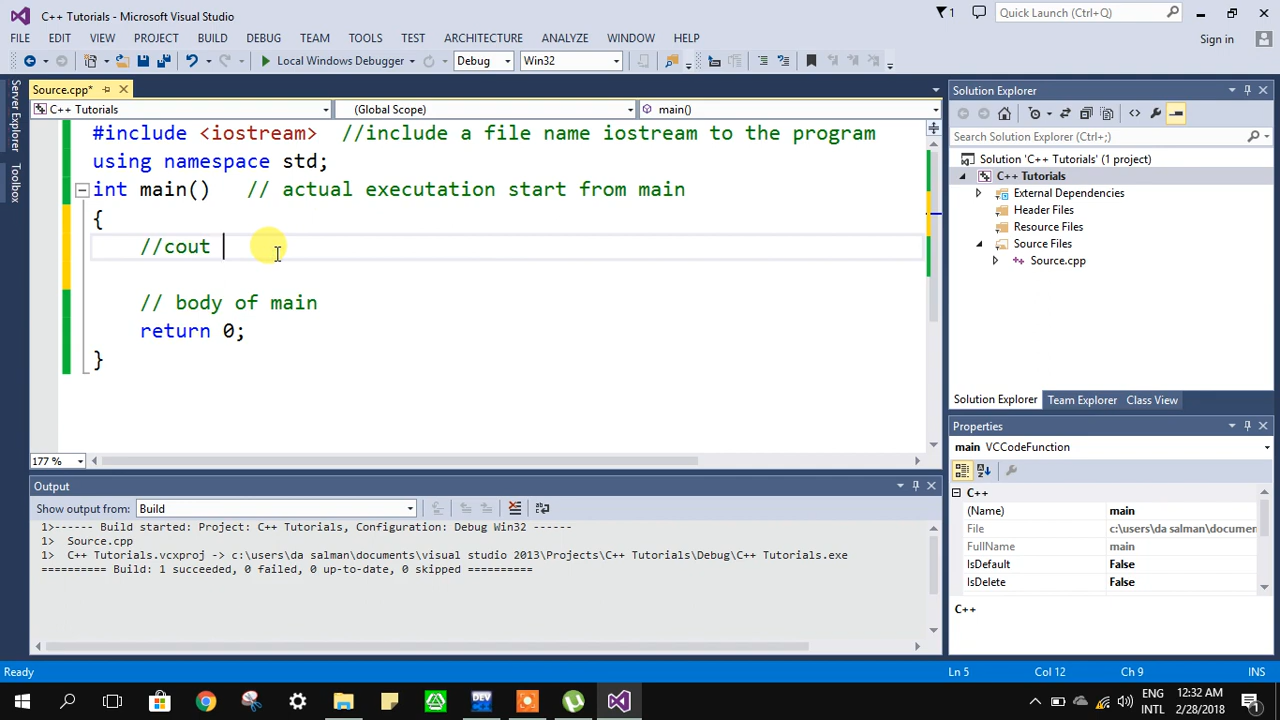 C++ Tutorials - Microsoft Visual Studio
1
Quick Launch (Ctrl+Q)
FILE EDIT VIEW PROJECT BUILD DEBUG TEAM TOOLS TEST ARCHITECTURE ANALYZE WINDOW HELP
Sign in
Local Windows Debugger
Debug
Win32
Server Explorer
Toolbox
Source.cpp*
C++ Tutorials
(Global Scope)
main()
#include <iostream>  //include a file name iostream to the program
using namespace std;
int main()   // actual executation start from main
{
//cout
// body of main
return 0;
}
177 %
Output
Show output from: Build
1>------ Build started: Project: C++ Tutorials, Configuration: Debug Win32 ------
1>  Source.cpp
1>  C++ Tutorials.vcxproj -> c:\users\da salman\documents\visual studio 2013\Projects\C++ Tutorials\Debug\C++ Tutorials.exe
========== Build: 1 succeeded, 0 failed, 0 up-to-date, 0 skipped ==========
Solution Explorer
Search Solution Explorer (Ctrl+;)
Solution 'C++ Tutorials' (1 project)
C++ Tutorials
External Dependencies
Header Files
Resource Files
Source Files
Source.cpp
Solution Explorer Team Explorer Class View
Properties
main VCCodeFunction
C++
(Name) main
File c:\users\da salman\documen
FullName main
IsDefault False
IsDelete False
C++
Ready
Ln 5
Col 12
Ch 9
INS
DEV
ENG
INTL
12:32 AM
2/28/2018
1